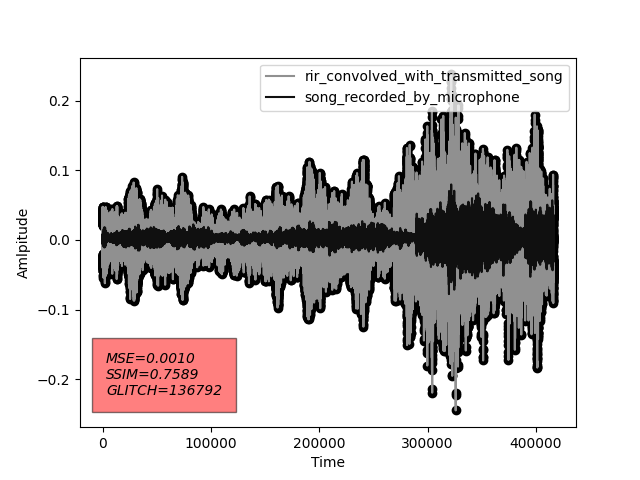 rir_convolved_with_transmitted_song
song_recorded_by_microphone
0.2
0.1
0.0
−0.1
−0.2
Amlpitude
MSE=0.0010
SSIM=0.7589
GLITCH=136792
0 100000 200000 300000 400000
Time